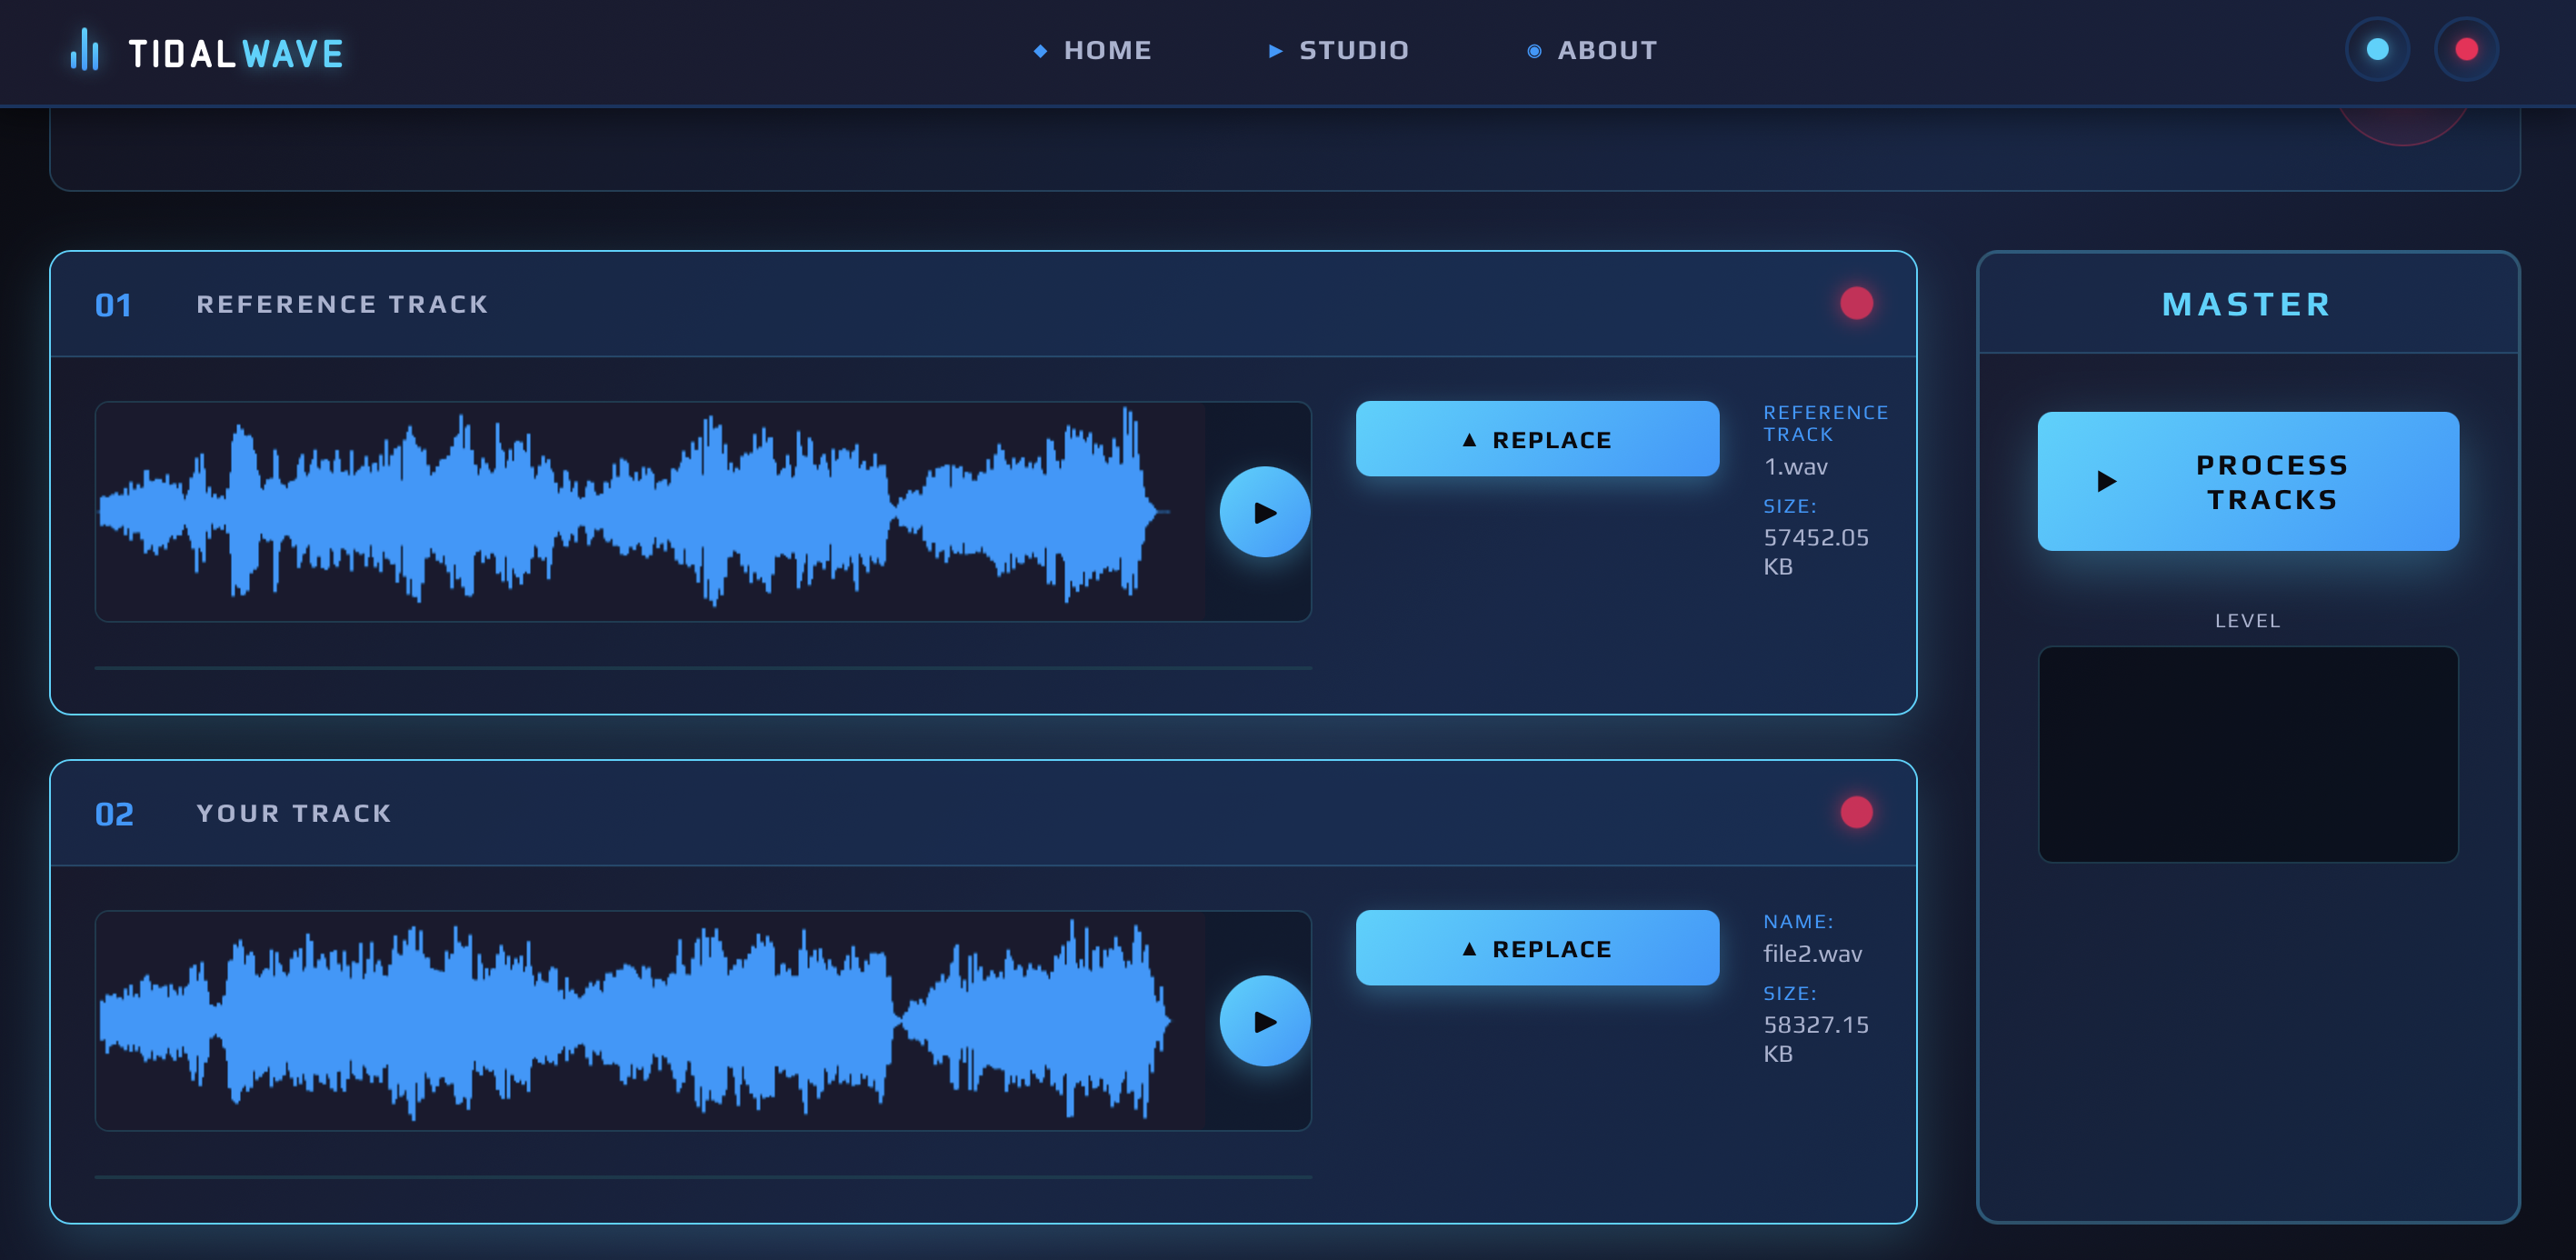 TIDALWAVE
HOME
STUDIO
ABOUT
01 REFERENCE TRACK
REPLACE
REFERENCE
TRACK
1.wav
SIZE:
57452.05
KB
02 YOUR TRACK
REPLACE
NAME:
file2.wav
SIZE:
58327.15
KB
MASTER
PROCESS
TRACKS
LEVEL